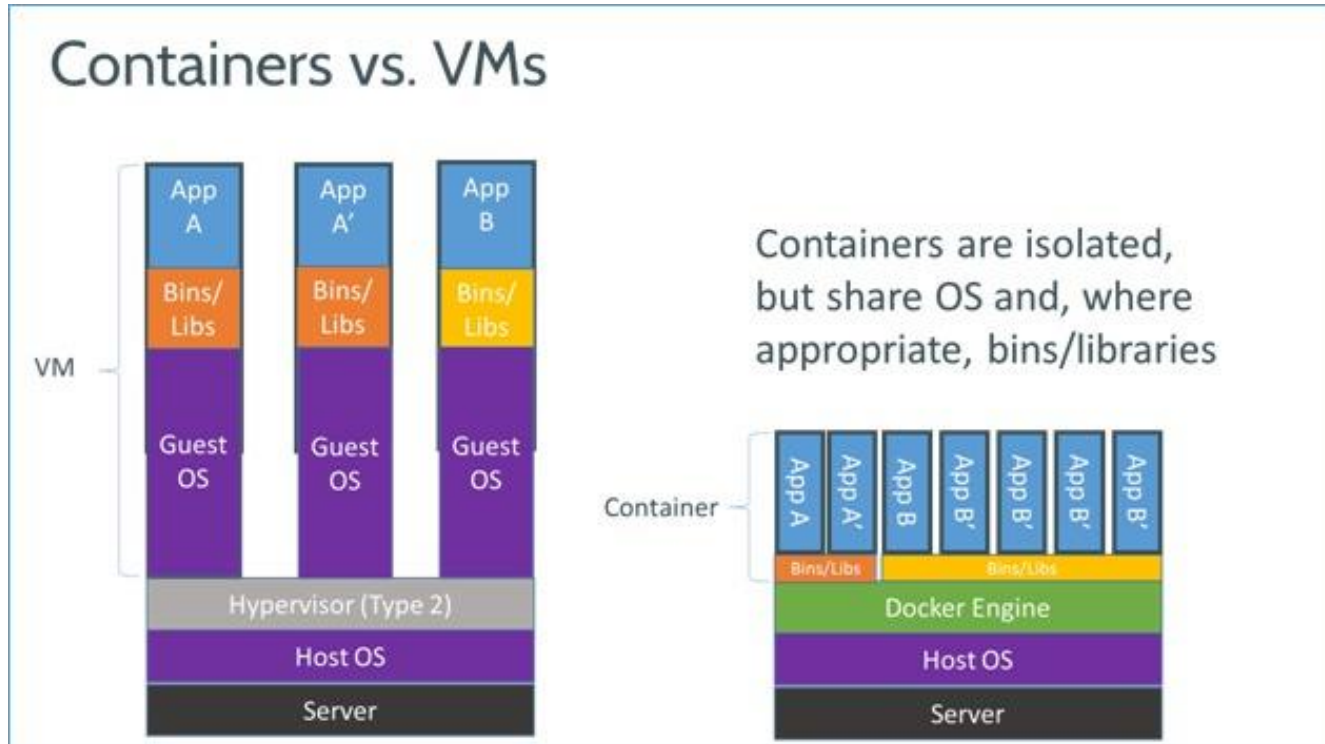 Containers vs. VMs
VM
App
A
Bins/
Libs
Guest
OS
App
A’
Bins/
Libs
Guest
OS
App
B
Bins/
Libs
Guest
OS
Hypervisor (Type 2)
Host OS
Server
Containers are isolated,
but share OS and, where
appropriate, bins/libraries
Container
App A
App A’
App B
App B’
App B’
App B’
App B’
Bins/Libs
Bins/Libs
Docker Engine
Host OS
Server